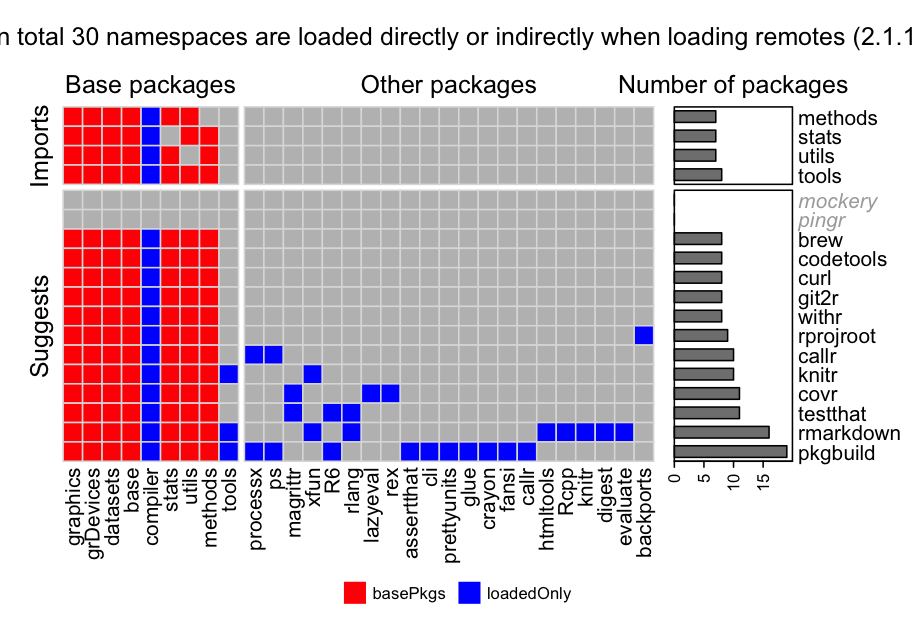 n total 30 namespaces are loaded directly or indirectly when loading remotes (2.1.1
Base packages
Other packages
Number of packages
Imports
methods
stats
utils
tools
Suggests
mockery
pingr
brew
codetools
curl
git2r
withr
rprojroot
callr
knitr
covr
testthat
rmarkdown
pkgbuild
graphics
grDevices
datasets
base
compiler
stats
utils
methods
tools
processx
ps
magrittr
xfun
R6
rlang
lazyeval
rex
assertthat
cli
prettyunits
glue
crayon
fansi
callr
htmltools
Rcpp
knitr
digest
evaluate
backports
0
5
10
15
basePkgs
loadedOnly